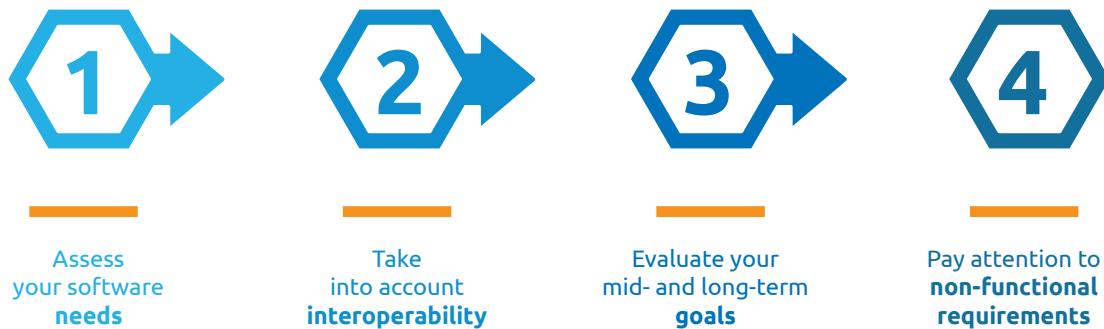 1
2
3
4
Assess
your software
needs
Take
into account
interoperability
Evaluate your
mid- and long-term
goals
Pay attention to
non-functional
requirements